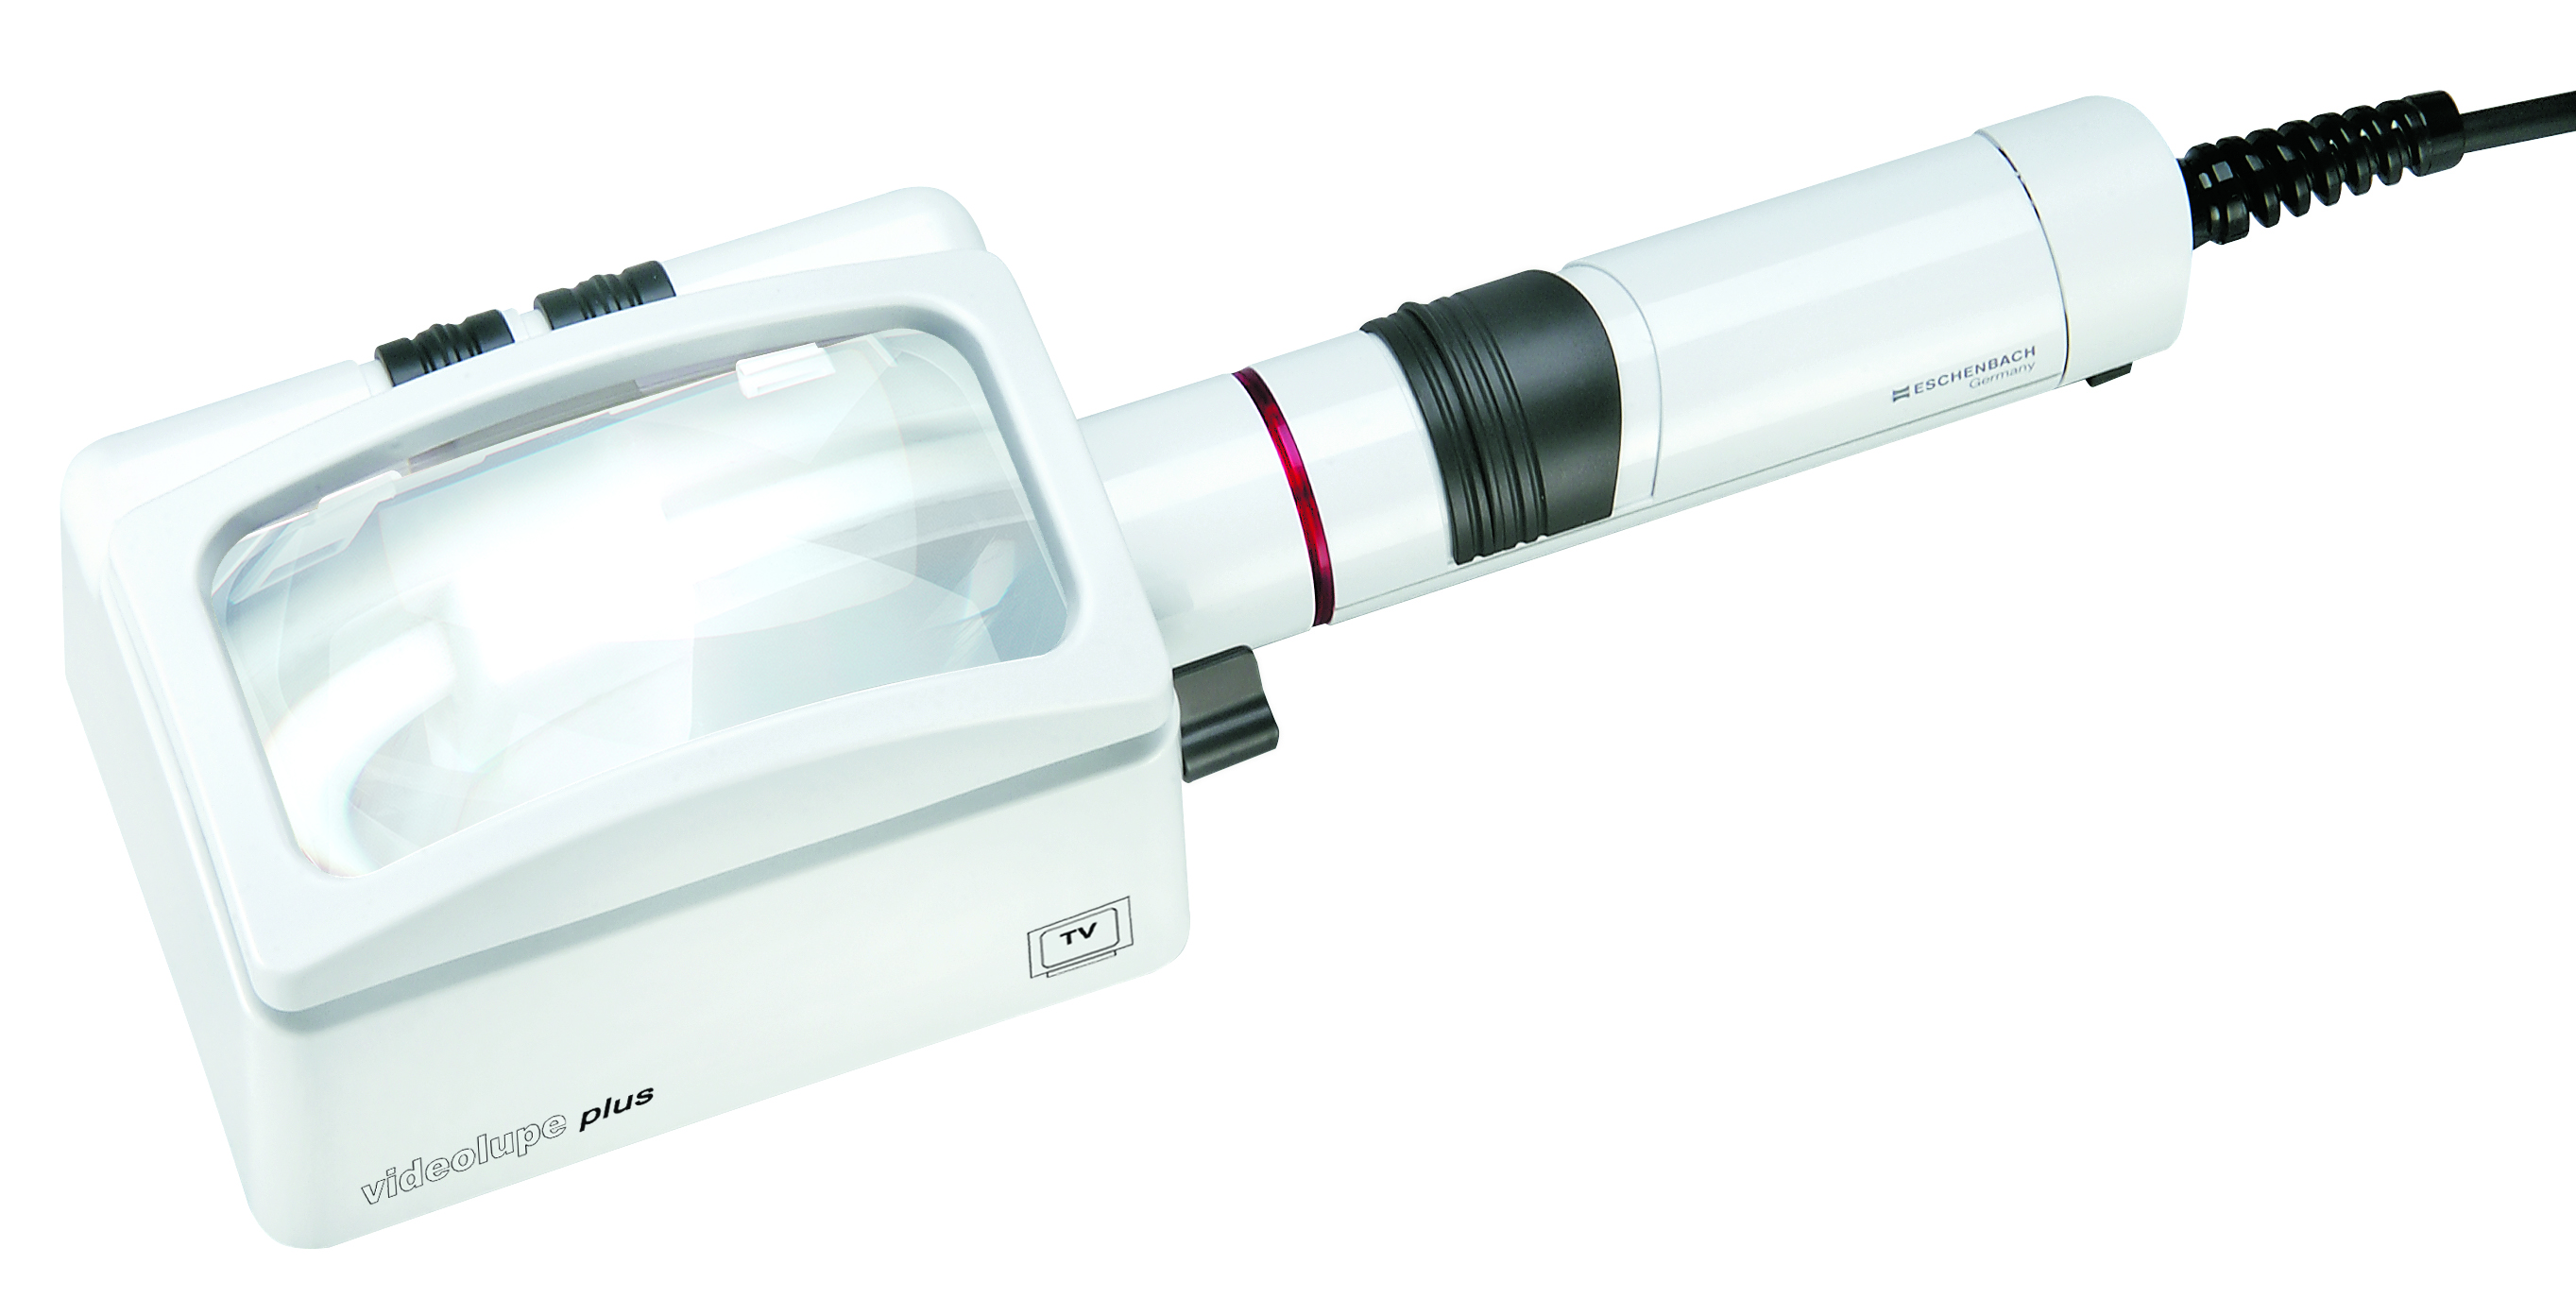 ESCHENBACH
Germany
TV
videolupe plus